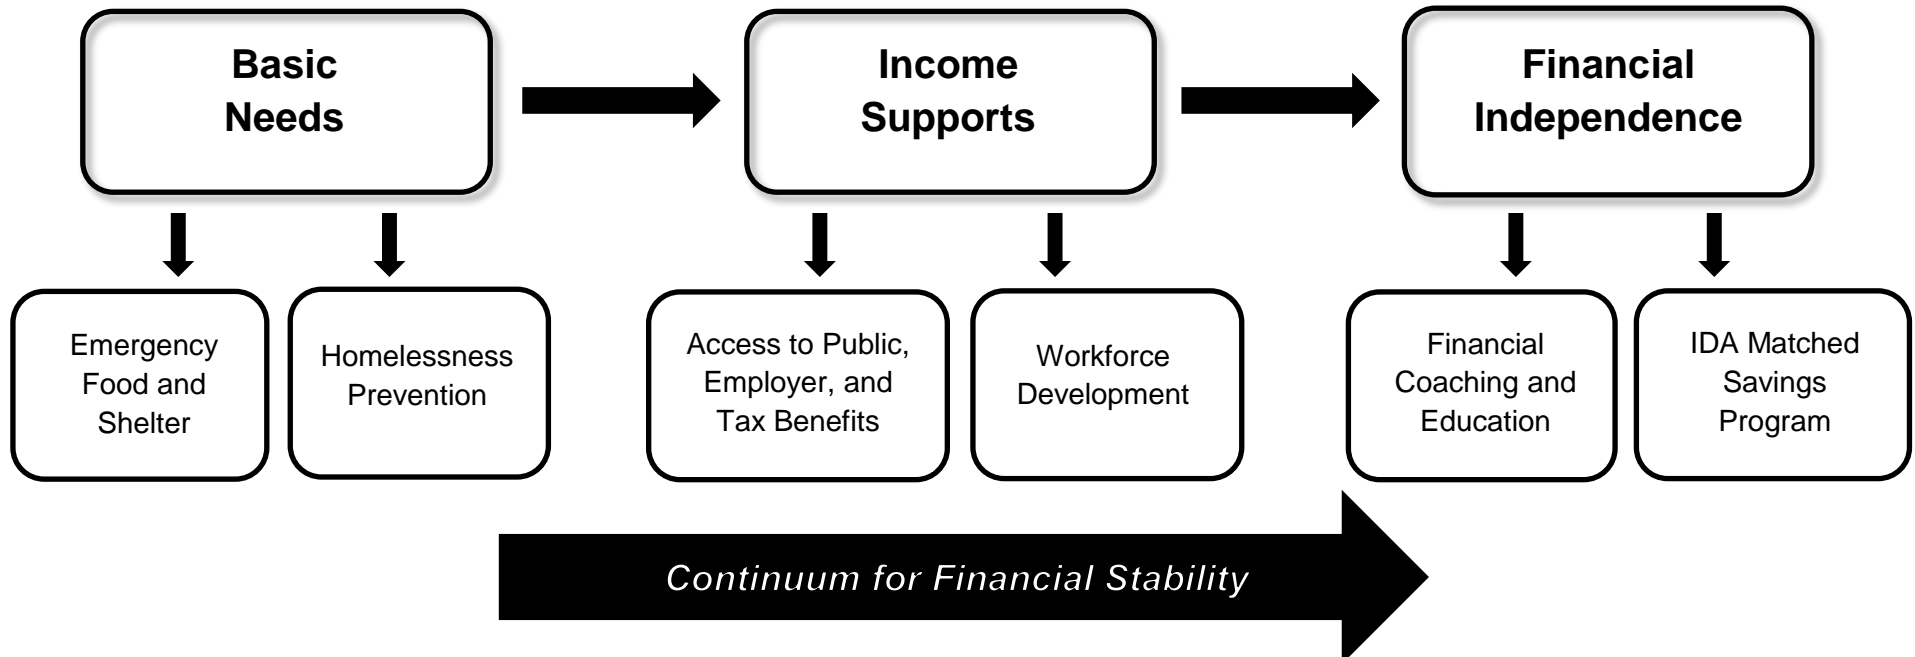 Basic
Needs
Income
Supports
Financial
Independence
Emergency
Food and
Shelter
Homelessness
Prevention
Access to Public,
Employer, and
Tax Benefits
Workforce
Development
Financial
Coaching and
Education
IDA Matched
Savings
Program
Continuum for Financial Stability